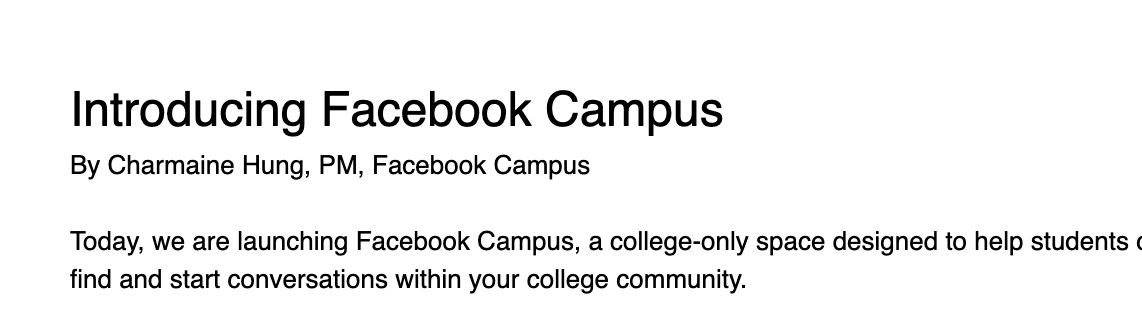 Introducing Facebook Campus
By Charmaine Hung, PM, Facebook Campus
Today, we are launching Facebook Campus, a college-only space designed to help students
find and start conversations within your college community.